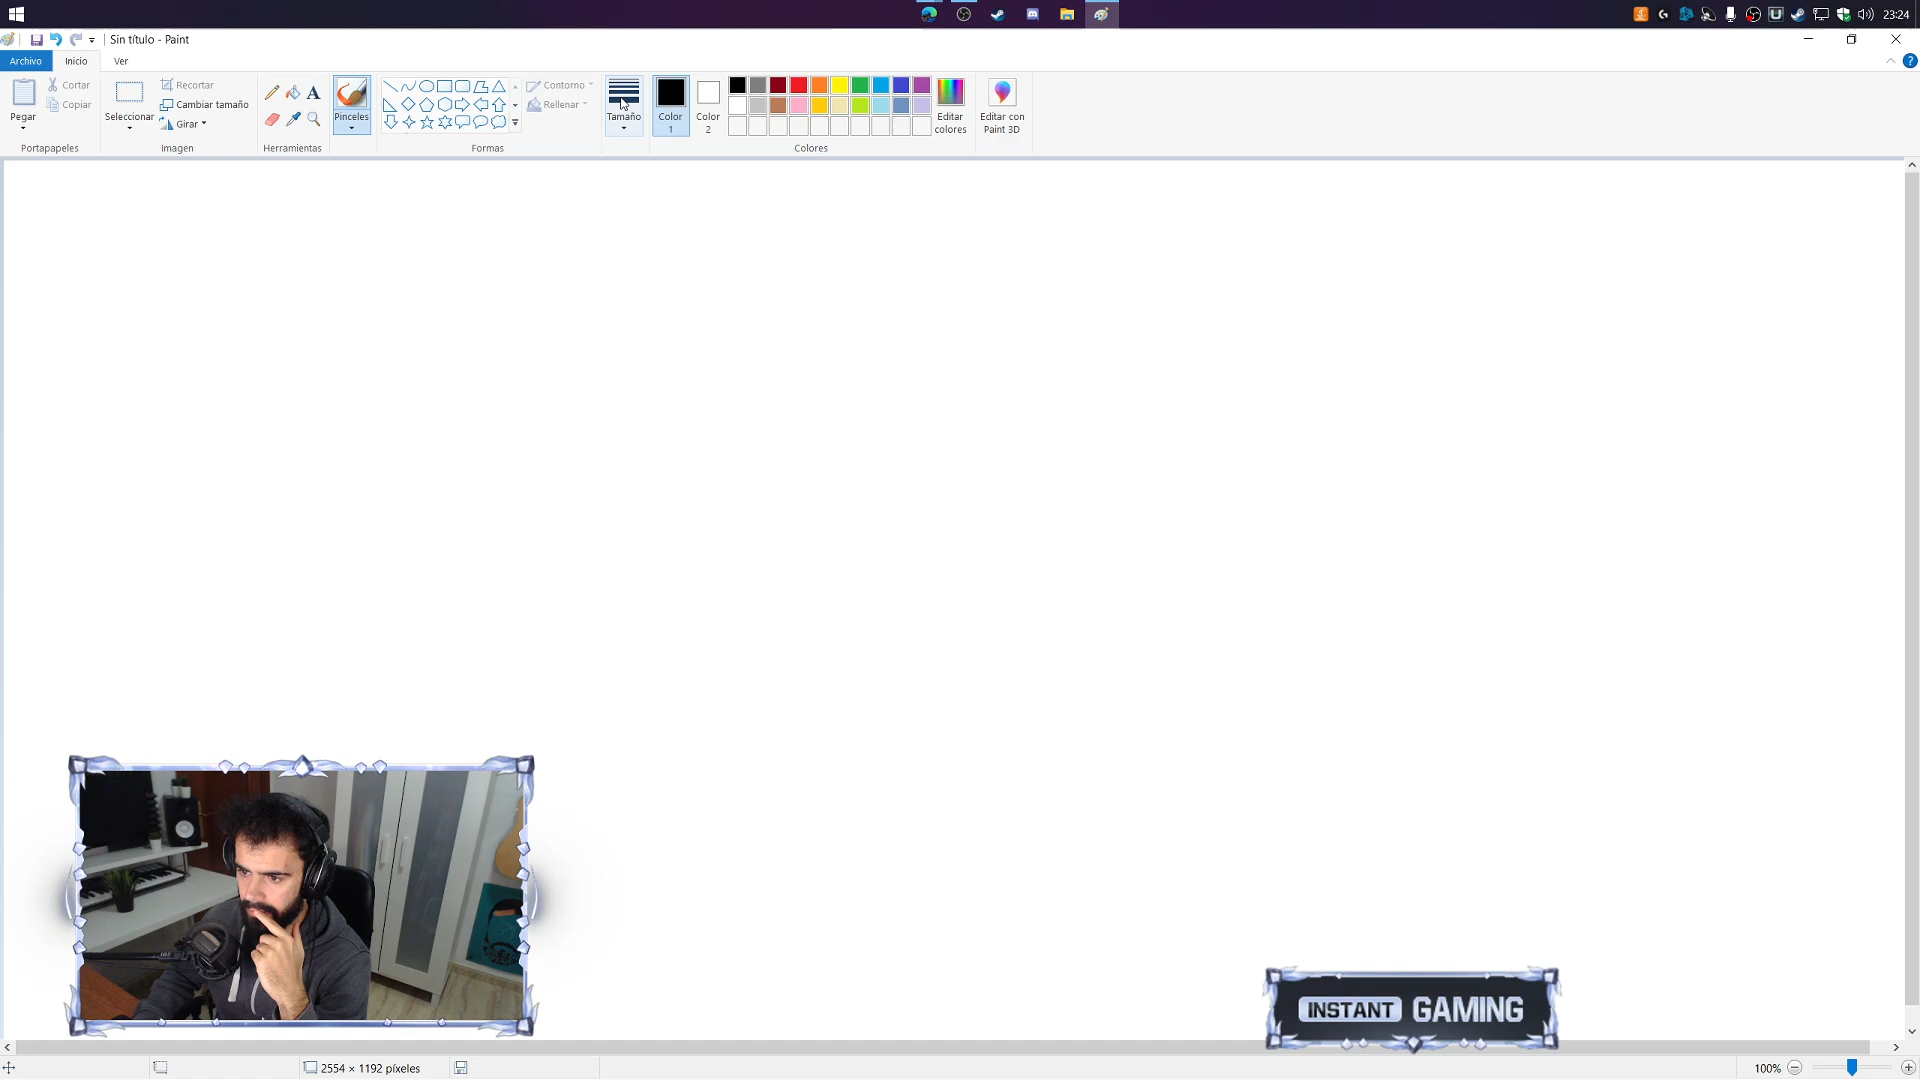 23:24
Sin título - Paint
Archivo
Inicio
Ver
Pegar
Cortar
Copiar
Portapapeles
Seleccionar
Recortar
Cambiar tamaño
Girar
Imagen
A
Herramientas
Pinceles
Formas
Contorno
Rellenar
Tamaño
Color
1
Color
2
Colores
Editar
colores
Editar con
Paint 3D
INSTANT GAMING
2554 × 1192 píxeles
100%